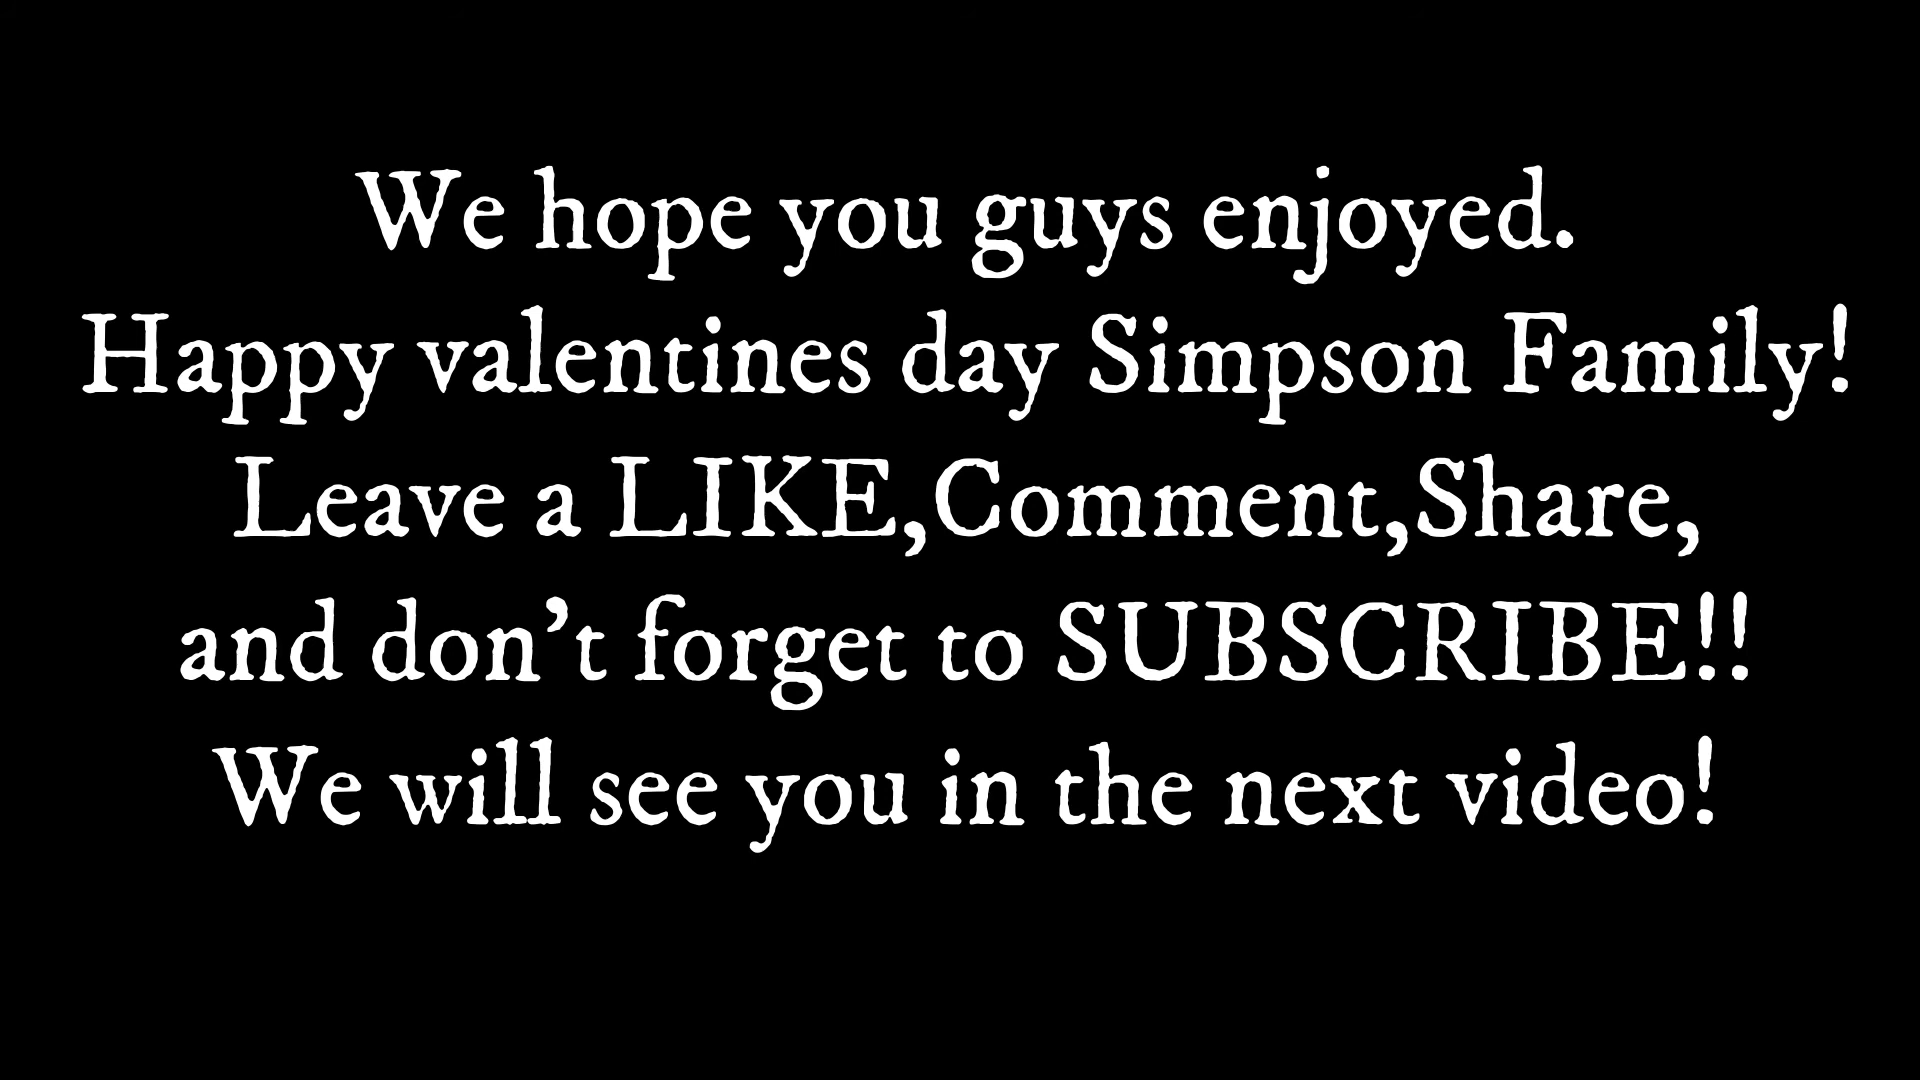 We hope you guys enjoyed.
Happy valentines day Simpson Family!
Leave a LIKE,Comment,Share,
and don’t forget to SUBSCRIBE!!
We will see you in the next video!